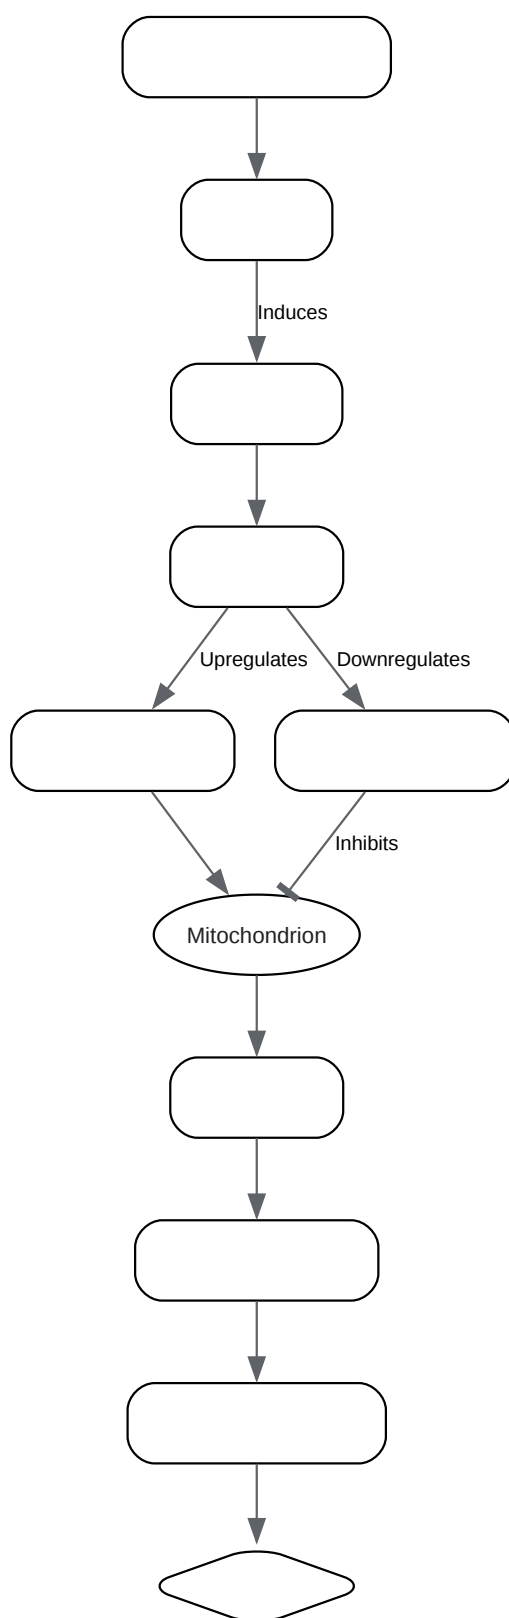 Induces
Upregulates
Downregulates
Inhibits
Mitochondrion